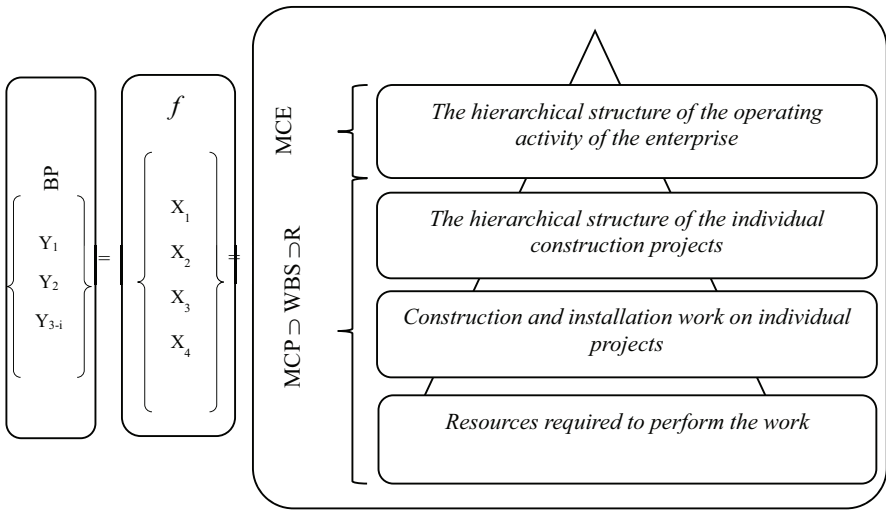 BP
Y1
Y2
Y3-i
=
f
X1
X2
X3
X4
=
MCE
MCP ⊃ WBS ⊃R
The hierarchical structure of the operating
activity of the enterprise
The hierarchical structure of the individual
construction projects
Construction and installation work on individual
projects
Resources required to perform the work